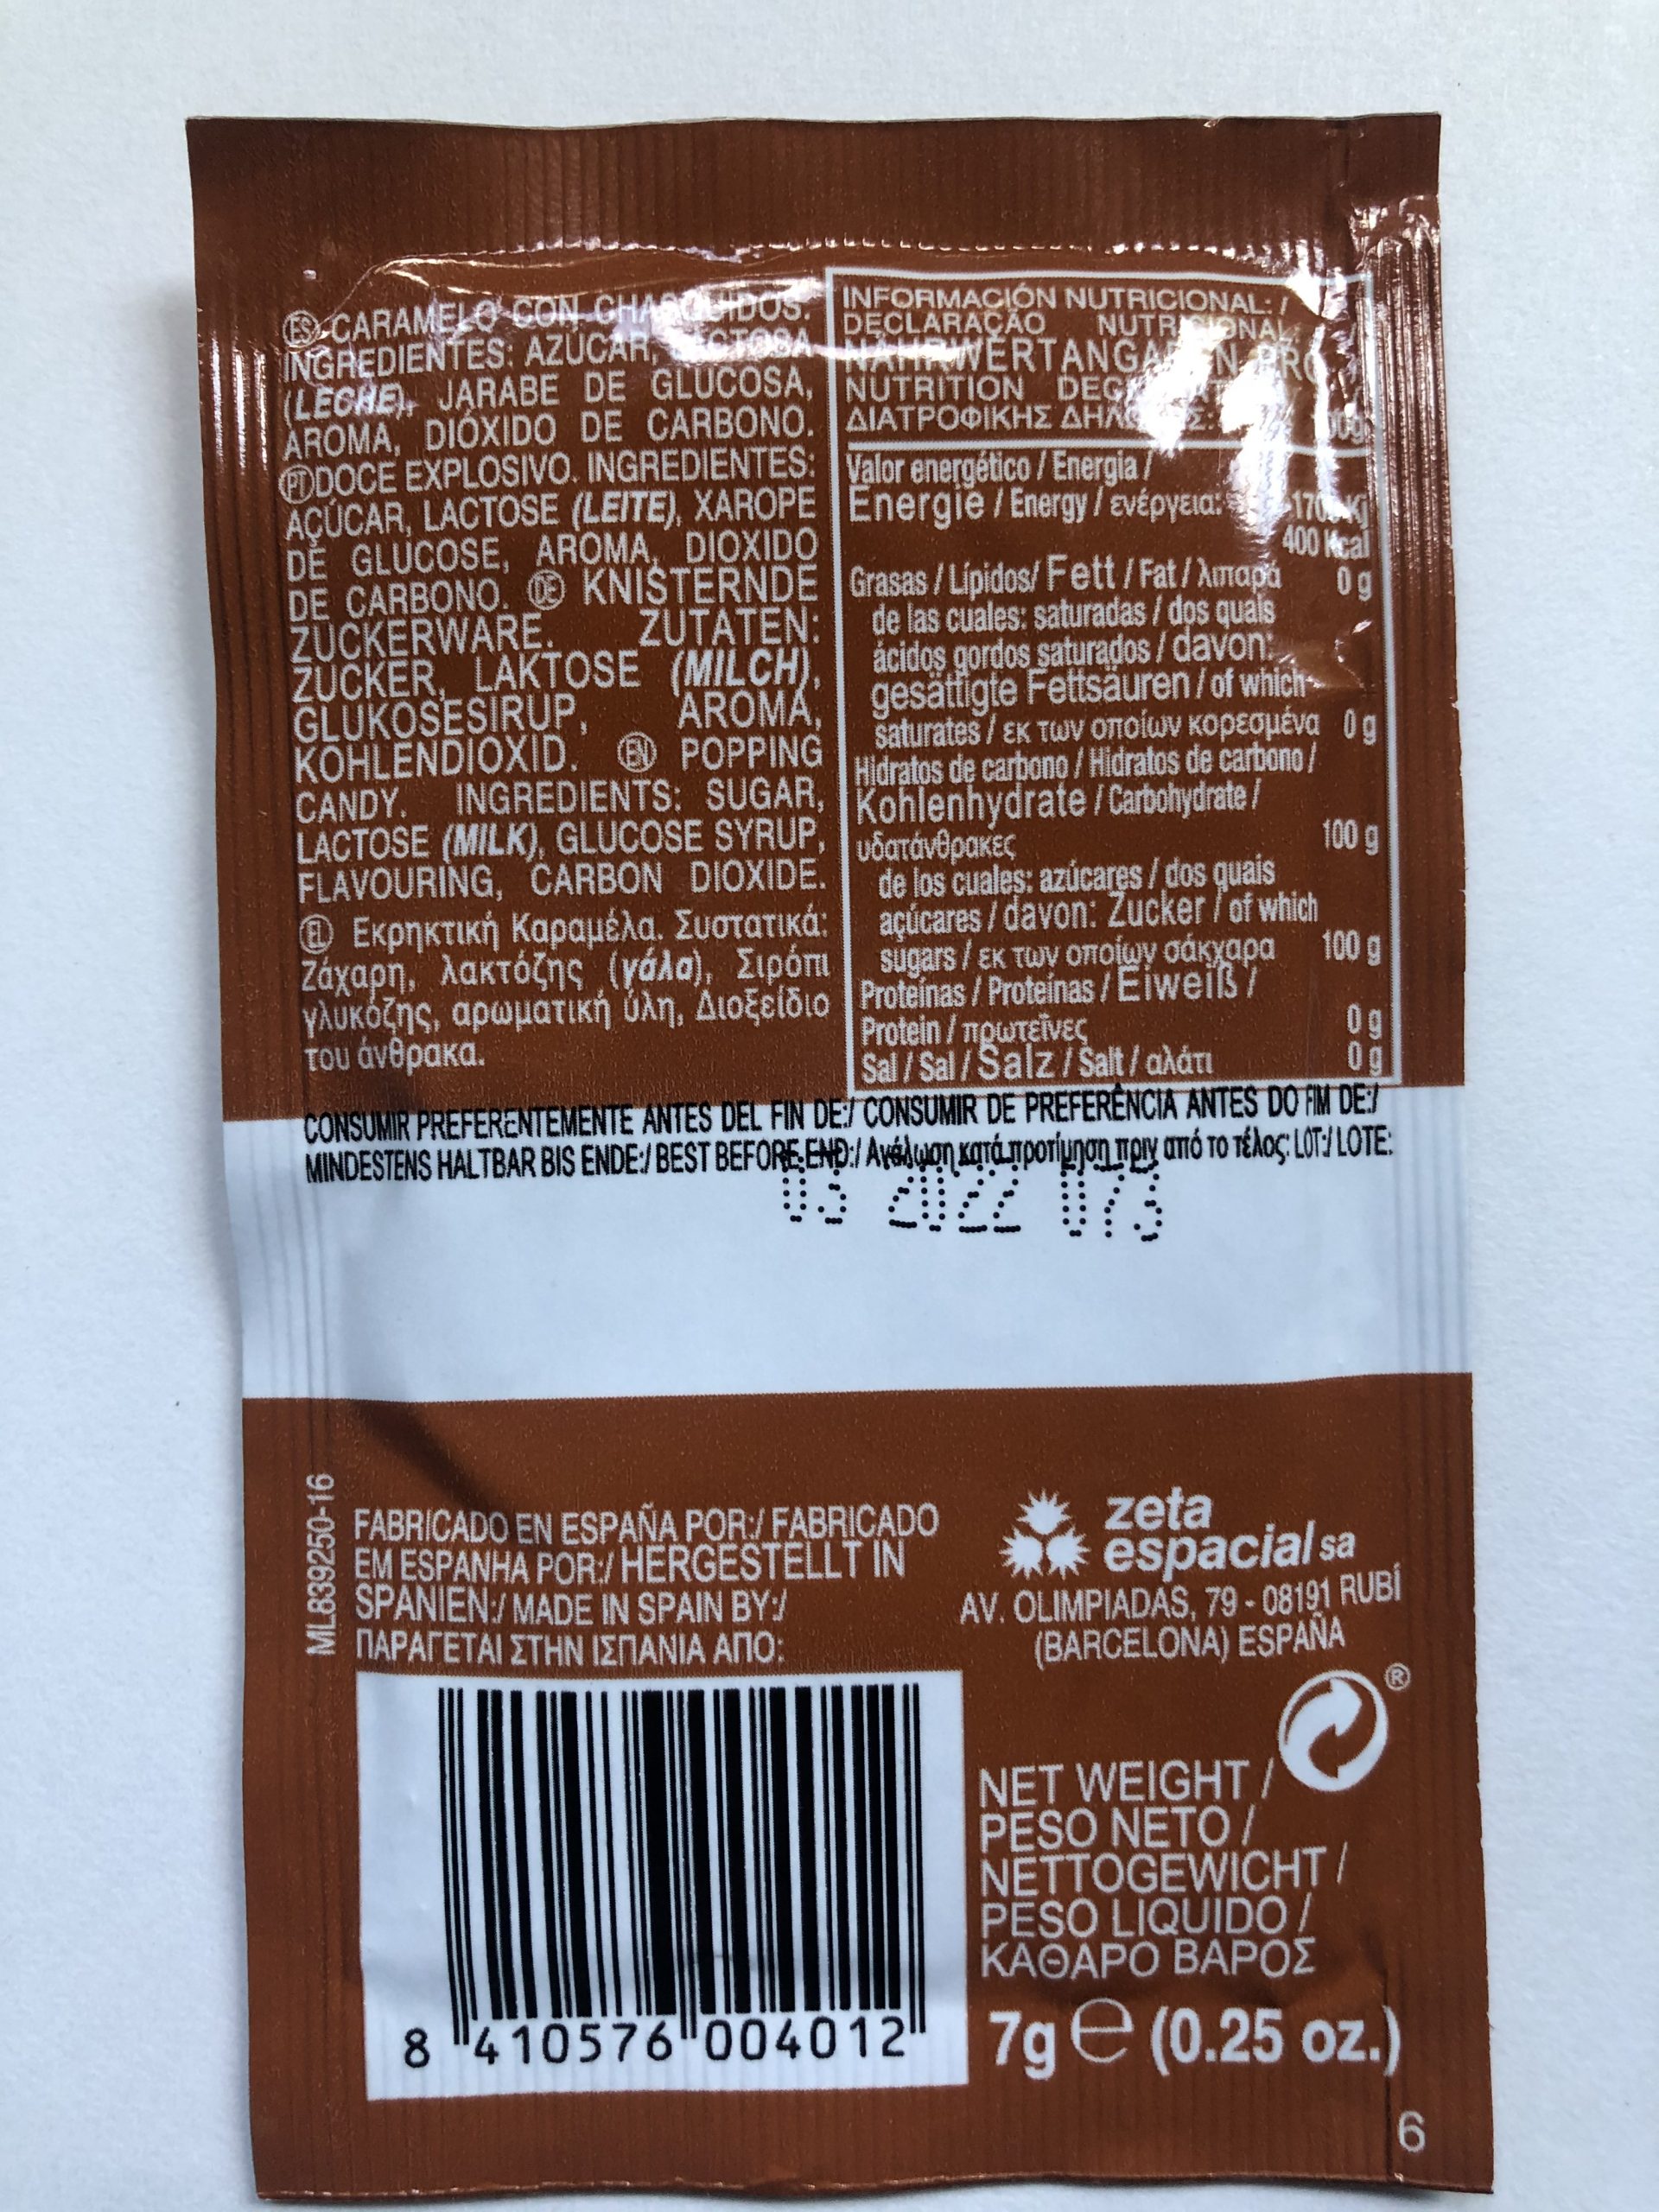 ES CARAMELO CON CHASQUIDOS.
INGREDIENTES: AZÚCAR, LACTOSA
(LECHE), JARABE DE GLUCOSA,
AROMA, DIÓXIDO DE CARBONO.
PT DOCE EXPLOSIVO. INGREDIENTES:
AÇÚCAR, LACTOSE (LEITE), XAROPE
DE GLUCOSE, AROMA, DIOXIDO
DE CARBONO. DE KNISTERNDE
ZUCKERWARE. ZUTATEN:
ZUCKER, LAKTOSE (MILCH),
GLUKOSESIRUP, AROMA,
KOHLENDIOXID. EN POPPING
CANDY. INGREDIENTS: SUGAR,
LACTOSE (MILK), GLUCOSE SYRUP,
FLAVOURING, CARBON DIOXIDE.
EL Εκρηκτική Καραμέλα. Συστατικά:
Ζάχαρη, λακτόζης (γάλα), Σιρόπι
γλυκόζης, αρωματική ύλη, Διοξείδιο
του άνθρακα.
INFORMACIÓN NUTRICIONAL: /
DECLARAÇÃO NUTRICIONAL
NÄHRWERTANGABEN PRO
NUTRITION
ΔΙΑΤΡΟΦΙΚΗΣ
Valor energético / Energia /
Energie / Energy / ενέργεια:
400 Kcal
Grasas / Lípidos/ Fett / Fat / λιπαρά 0 g
de las cuales: saturadas / dos quais
ácidos gordos saturados / davon:
gesättigte Fettsäuren / of which
saturates / εκ των οποίων κορεσμένα 0 g
Hidratos de carbono / Hidratos de carbono /
Kohlenhydrate / Carbohydrate /
υδατάνθρακες 100 g
de los cuales: azúcares / dos quais
açúcares / davon: Zucker / of which
sugars / εκ των οποίων σάκχαρα 100 g
Proteínas / Proteínas / Eiweiß /
Protein / πρωτεΐνες 0 g
Sal / Sal / Salz / Salt / αλάτι 0 g
CONSUMIR PREFERENTEMENTE ANTES DEL FIN DE:/ CONSUMIR DE PREFERÊNCIA ANTES DO FIM DE:/
MINDESTENS HALTBAR BIS ENDE:/ BEST BEFORE END:/ Ανάλωση κατά προτίμηση πριν από το τέλος: LOT:/ LOTE:
03 2022 073
ML839250-16
FABRICADO EN ESPAÑA POR:/ FABRICADO
EM ESPANHA POR:/ HERGESTELLT IN
SPANIEN:/ MADE IN SPAIN BY:/
ΠΑΡΑΓΕΤΑΙ ΣΤΗΝ ΙΣΠΑΝΙΑ ΑΠΟ:
zeta
espacial sa
AV. OLIMPIADAS, 79 - 08191 RUBÍ
(BARCELONA) ESPAÑA
®
NET WEIGHT /
PESO NETO /
NETTOGEWICHT /
PESO LIQUIDO /
ΚΑΘΑΡΟ ΒΑΡΟΣ
7g ℮ (0.25 oz.)
8 410576 004012
6